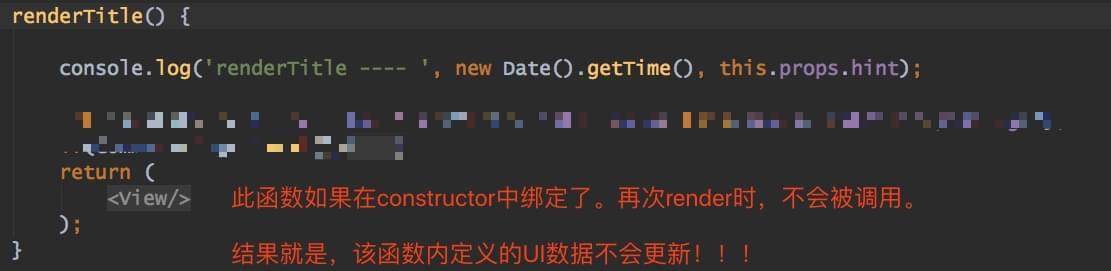 renderTitle() {
console.log('renderTitle ---- ', new Date().getTime(), this.props.hint);
return (
<View/> 此函数如果在constructor中绑定了。再次render时，不会被调用。
);
结果就是，该函数内定义的UI数据不会更新！！！
}